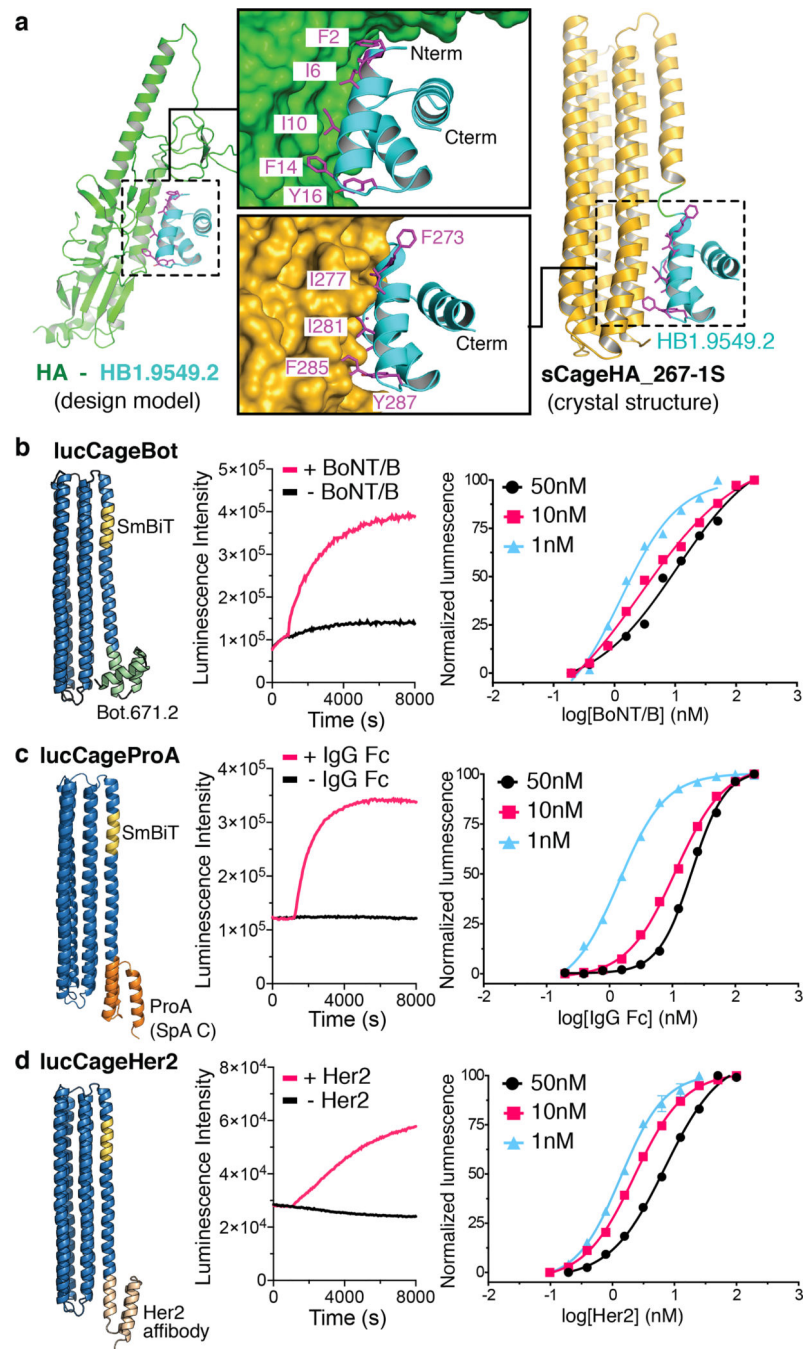 a
F2
Nterm
I6
I10
Cterm
F14
Y16
F273
I277
I281
Cterm
F285
Y287
HB1.9549.2
HA - HB1.9549.2
(design model)
sCageHA_267-1S
(crystal structure)
b lucCageBot
SmBiT
Bot.671.2
Luminescence Intensity
5×10⁵
4×10⁵
3×10⁵
2×10⁵
1×10⁵
0
+ BoNT/B
- BoNT/B
0 4000 8000
Time (s)
Normalized lumnescence
100
75
50
25
0
50nM
10nM
1nM
-2 -1 0 1 2 3
log[BoNT/B] (nM)
c lucCageProA
SmBiT
ProA
(SpA C)
Luminescence Intensity
4×10⁵
3×10⁵
2×10⁵
1×10⁵
0
+ IgG Fc
- IgG Fc
0 4000 8000
Time (s)
Normalized lumnescence
100
75
50
25
0
50nM
10nM
1nM
-2 -1 0 1 2 3
log[IgG Fc] (nM)
d lucCageHer2
Her2
affibody
Luminescence Intensity
8×10⁴
6×10⁴
4×10⁴
2×10⁴
0
+ Her2
- Her2
0 4000 8000
Time (s)
Normalized lumnescence
100
75
50
25
0
50nM
10nM
1nM
-2 -1 0 1 2 3
log[Her2] (nM)